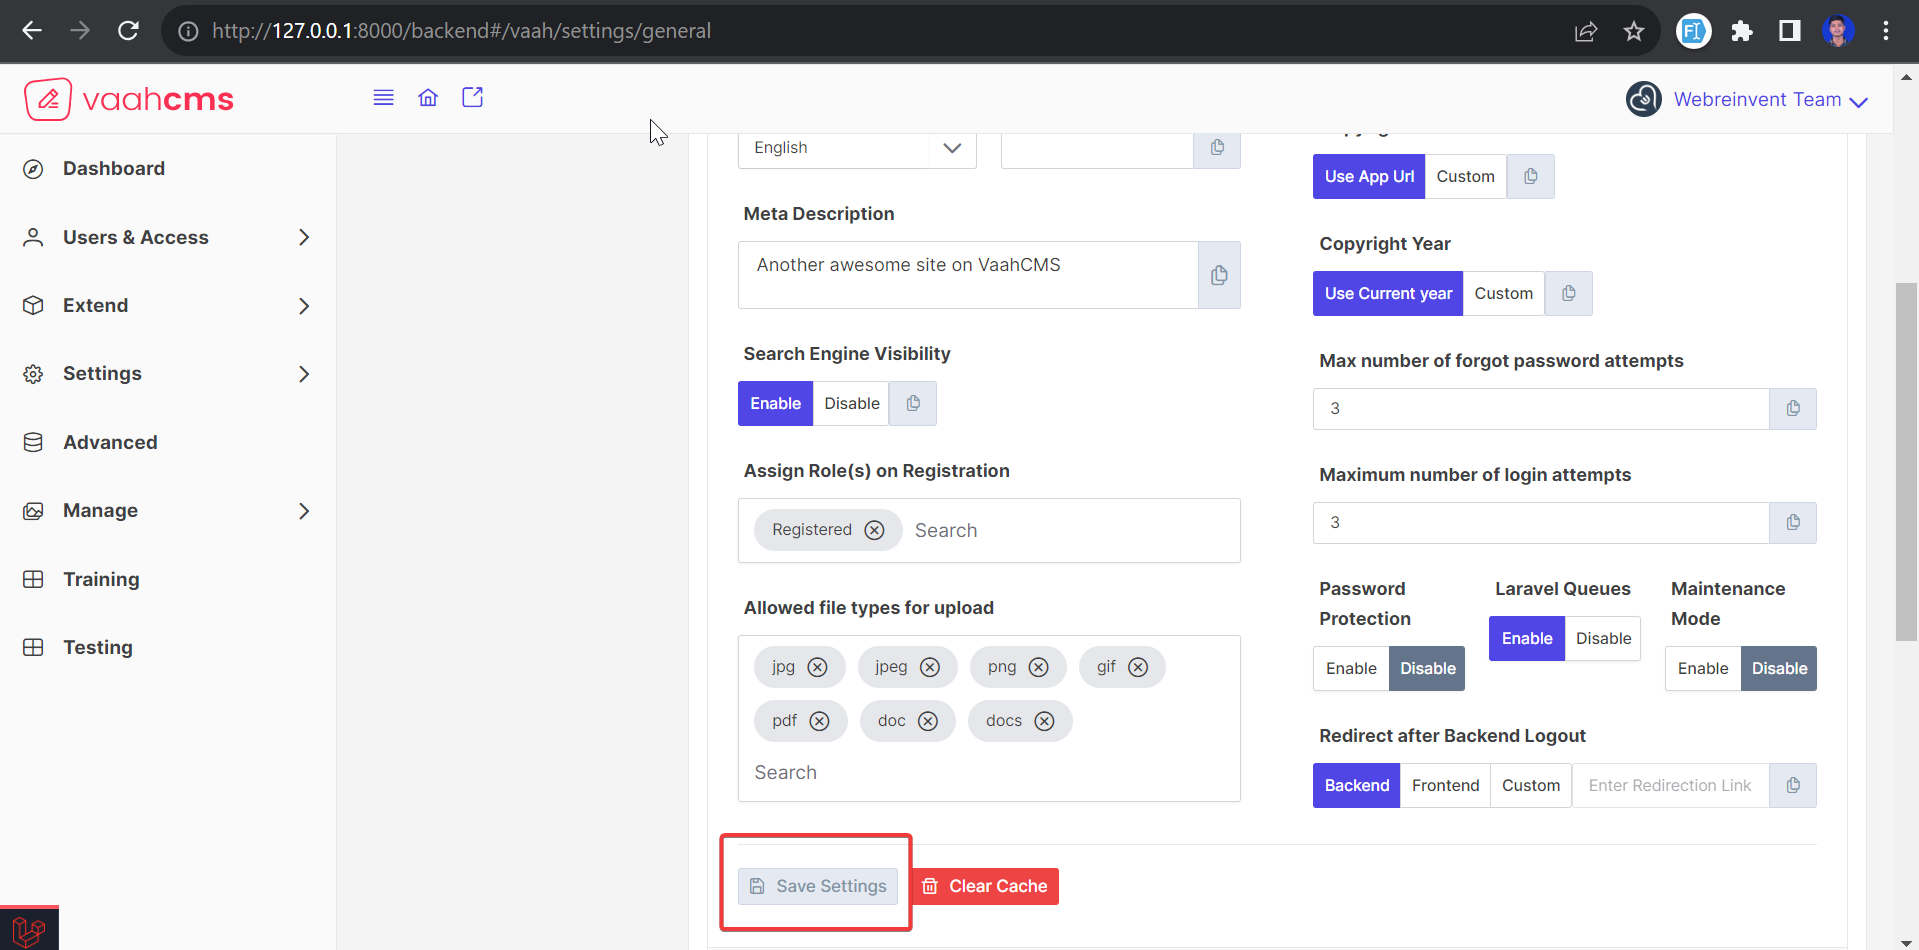 http://127.0.0.1:8000/backend#/vaah/settings/general
vaahcms
Webreinvent Team
Dashboard
Users & Access
Extend
Settings
Advanced
Manage
Training
Testing
English
Meta Description
Another awesome site on VaahCMS
Search Engine Visibility
Enable Disable
Assign Role(s) on Registration
Registered Search
Allowed file types for upload
jpg jpeg png gif
pdf doc docs
Search
Use App Url Custom
Copyright Year
Use Current year Custom
Max number of forgot password attempts
3
Maximum number of login attempts
3
Password Protection
Enable Disable
Laravel Queues
Enable Disable
Maintenance Mode
Enable Disable
Redirect after Backend Logout
Backend Frontend Custom Enter Redirection Link
Save Settings Clear Cache